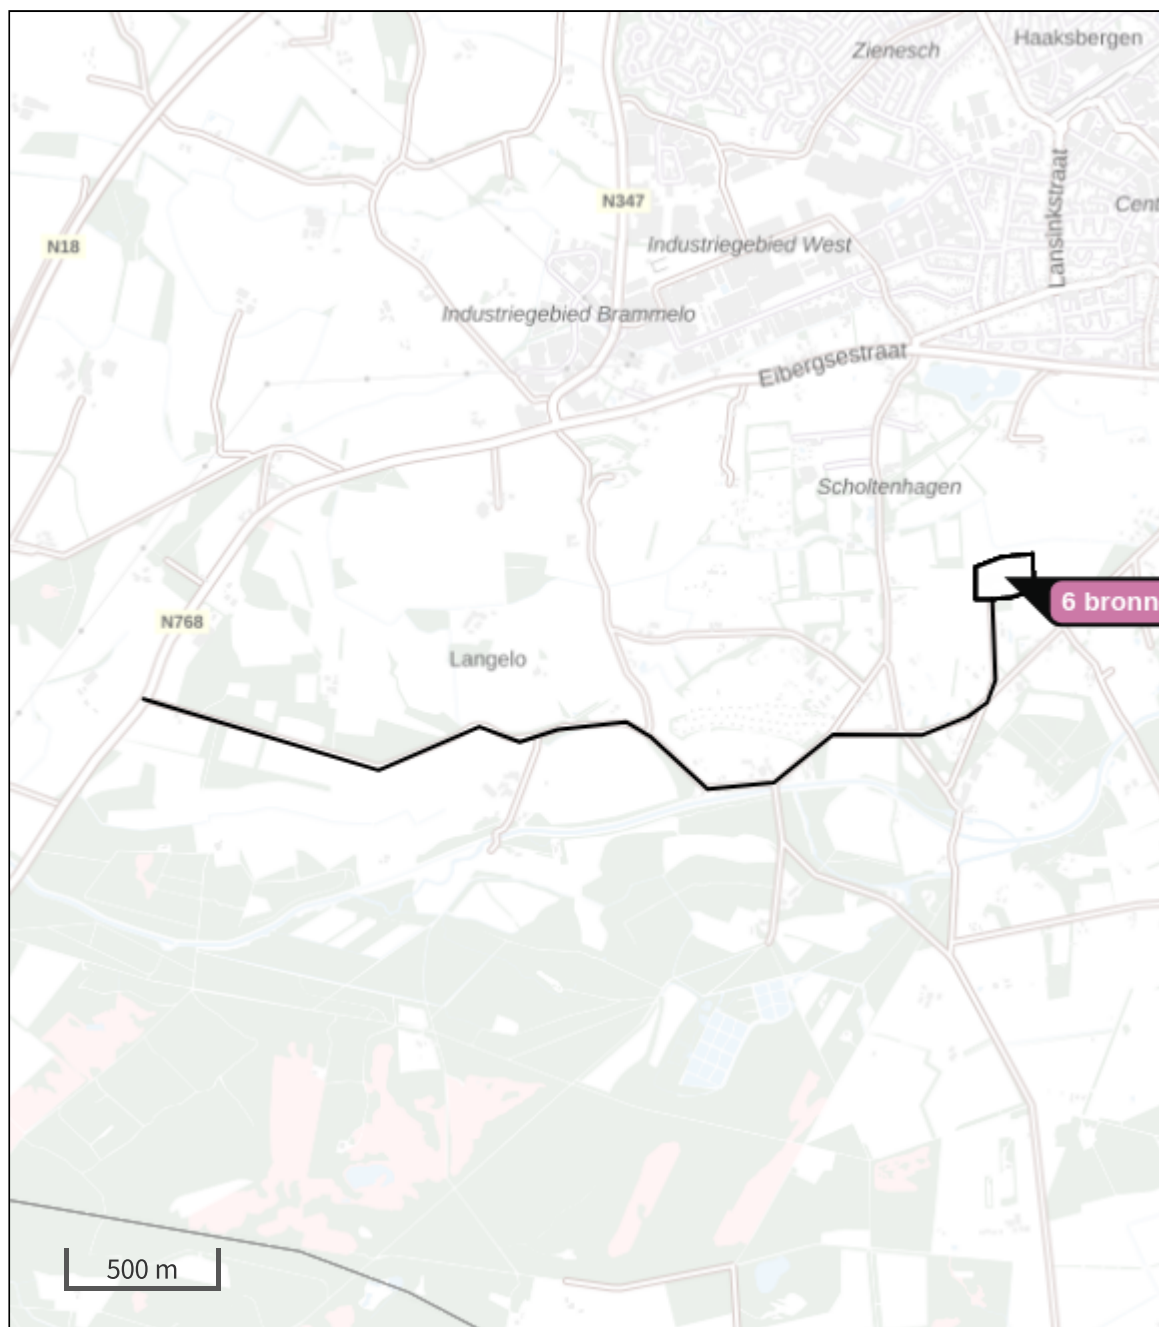 Haaksbergen
Zienesch
Lansinkstraat
N347
Cent
N18
Industriegebied West
Industriegebied Brammelo
Eibergsestraat
Scholtenhagen
6 bronn
N768
Langelo
500 m